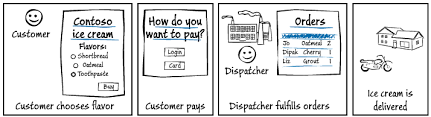 Customer
Contoso
ice cream
Flavors:
Shortbread
Oatmeal
Toothpaste
Buy
Customer chooses flavor
How do you
want to pay?
Login
Card
Customer pays
Dispatcher
Orders
Jo Oatmeal 2
Dipak Cherry 1
Liz Grout 1
Dispatcher fulfills orders
Ice cream is
delivered